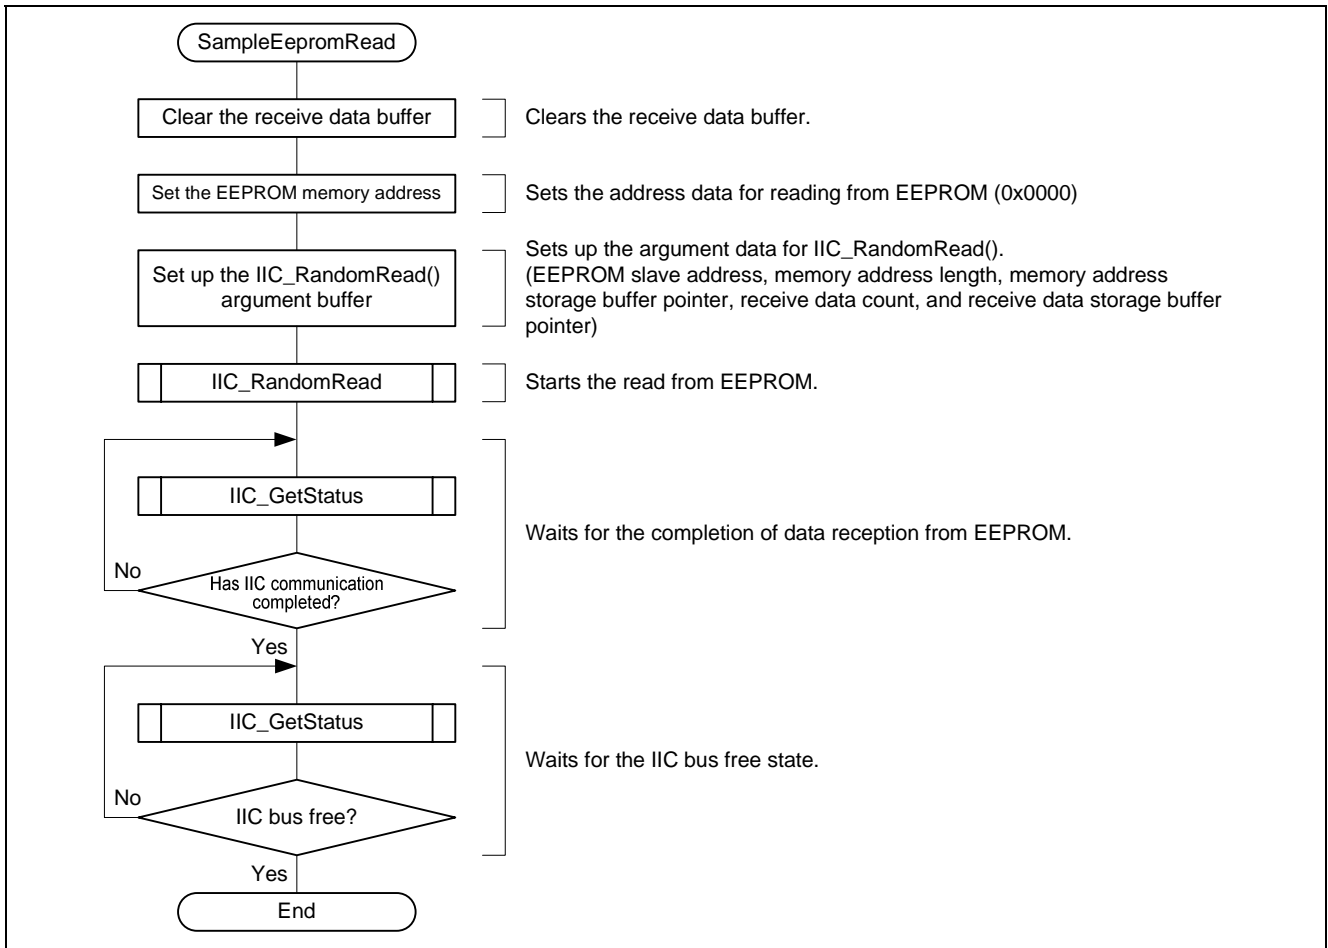 SampleEepromRead
Clear the receive data buffer
Clears the receive data buffer.
Set the EEPROM memory address
Sets the address data for reading from EEPROM (0x0000)
Set up the IIC_RandomRead()
argument buffer
Sets up the argument data for IIC_RandomRead().
(EEPROM slave address, memory address length, memory address
storage buffer pointer, receive data count, and receive data storage buffer
pointer)
IIC_RandomRead
Starts the read from EEPROM.
IIC_GetStatus
Waits for the completion of data reception from EEPROM.
No
Has IIC communication
completed?
Yes
IIC_GetStatus
Waits for the IIC bus free state.
No
IIC bus free?
Yes
End